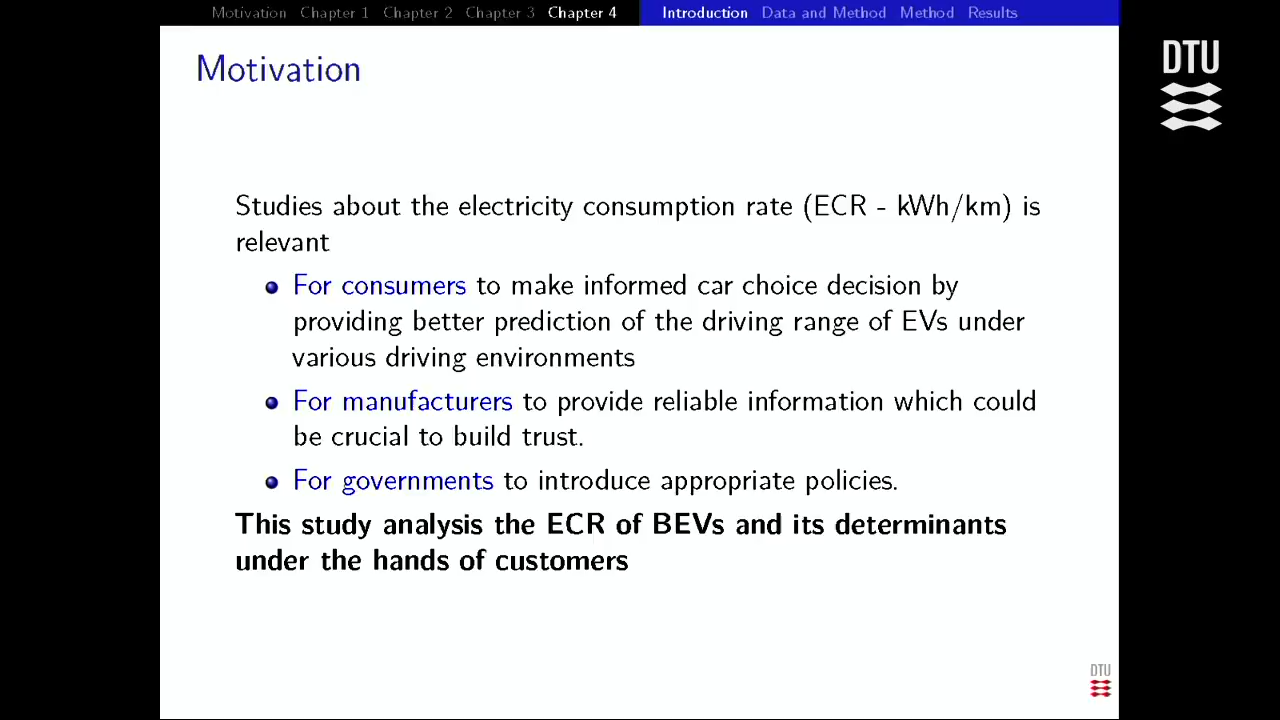 Motivation Chapter 1 Chapter 2 Chapter 3 Chapter 4 Introduction Data and Method Method Results
DTU
Motivation
Studies about the electricity consumption rate (ECR - kWh/km) is
relevant
For consumers to make informed car choice decision by
providing better prediction of the driving range of EVs under
various driving environments
For manufacturers to provide reliable information which could
be crucial to build trust.
For governments to introduce appropriate policies.
This study analysis the ECR of BEVs and its determinants
under the hands of customers
DTU